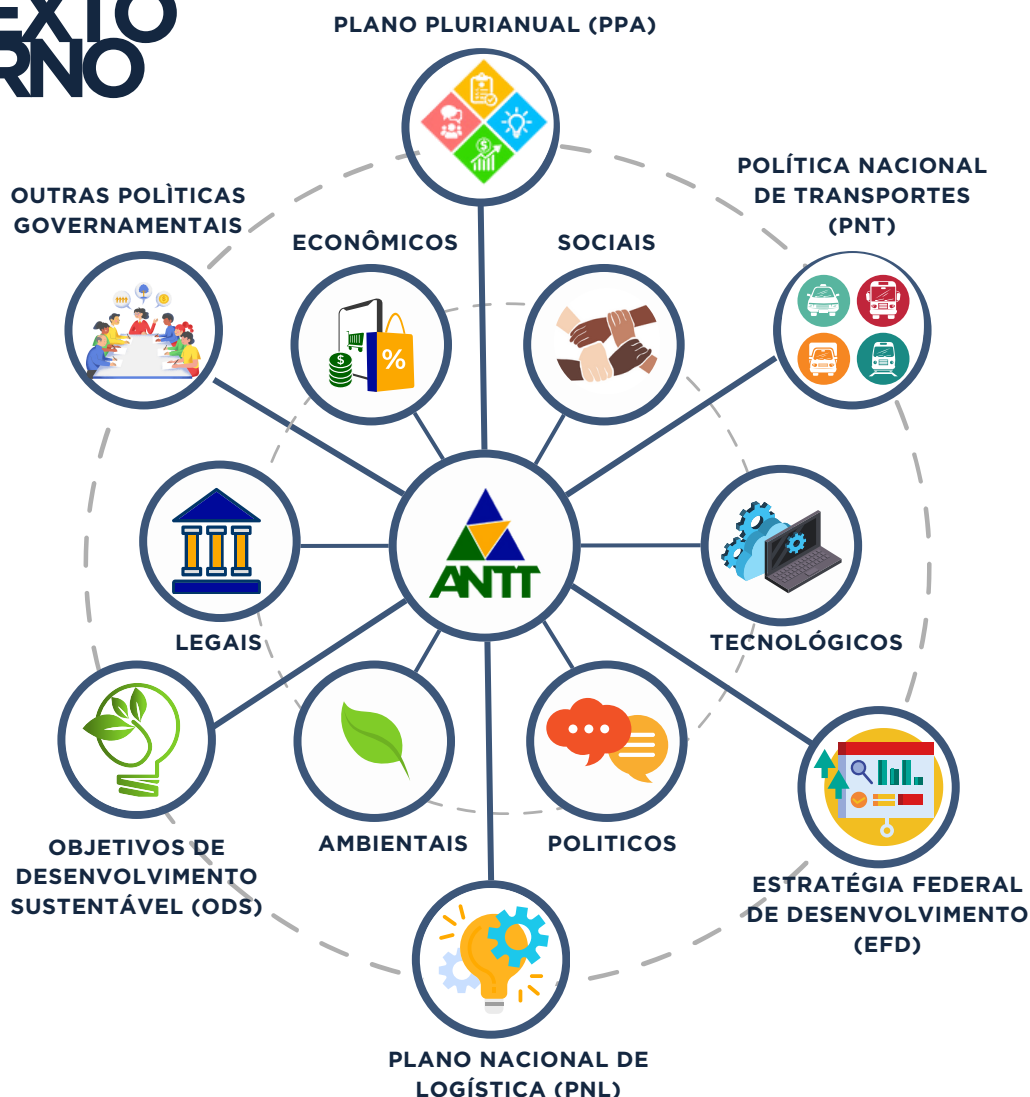 PLANO PLURIANUAL (PPA)
POLÍTICA NACIONAL
DE TRANSPORTES
(PNT)
OUTRAS POLÌTICAS
GOVERNAMENTAIS
ECONÔMICOS
SOCIAIS
$
%
$
ANTT
LEGAIS
TECNOLÓGICOS
OBJETIVOS DE
DESENVOLVIMENTO
SUSTENTÁVEL (ODS)
AMBIENTAIS
POLITICOS
ESTRATÉGIA FEDERAL
DE DESENVOLVIMENTO
(EFD)
PLANO NACIONAL DE
LOGÍSTICA (PNL)